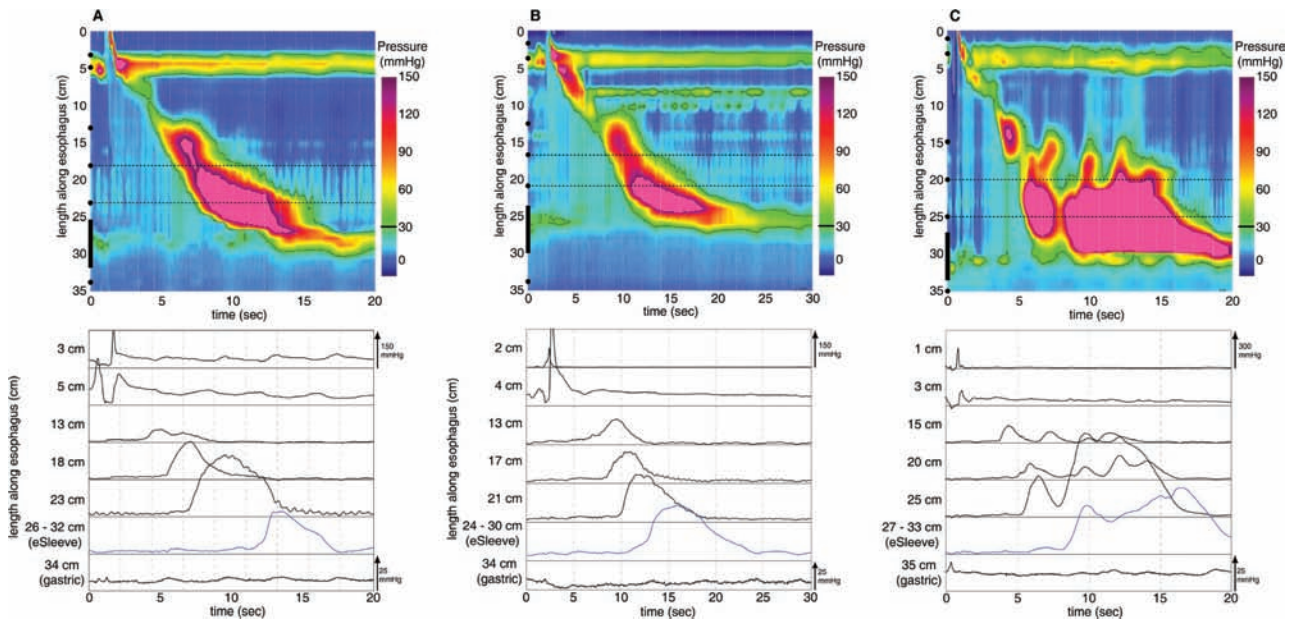 A
0
5
10
15
20
25
30
35
length along esophagus (cm)
0 5 10 15 20
time (sec)
Pressure
(mmHg)
150
120
90
60
30
0
B
0
5
10
15
20
25
30
35
length along esophagus (cm)
0 5 10 15 20 25 30
time (sec)
Pressure
(mmHg)
150
120
90
60
30
0
C
0
5
10
15
20
25
30
35
length along esophagus (cm)
0 5 10 15 20
time (sec)
Pressure
(mmHg)
150
120
90
60
30
0
length along esophagus (cm)
3 cm
5 cm
13 cm
18 cm
23 cm
26 - 32 cm
(eSleeve)
34 cm
(gastric)
150
mmHg
25
mmHg
0 5 10 15 20
time (sec)
length along esophagus (cm)
2 cm
4 cm
13 cm
17 cm
21 cm
24 - 30 cm
(eSleeve)
34 cm
(gastric)
150
mmHg
25
mmHg
0 5 10 15 20 25 30
time (sec)
length along esophagus (cm)
1 cm
3 cm
15 cm
20 cm
25 cm
27 - 33 cm
(eSleeve)
35 cm
(gastric)
300
mmHg
25
mmHg
0 5 10 15 20
time (sec)